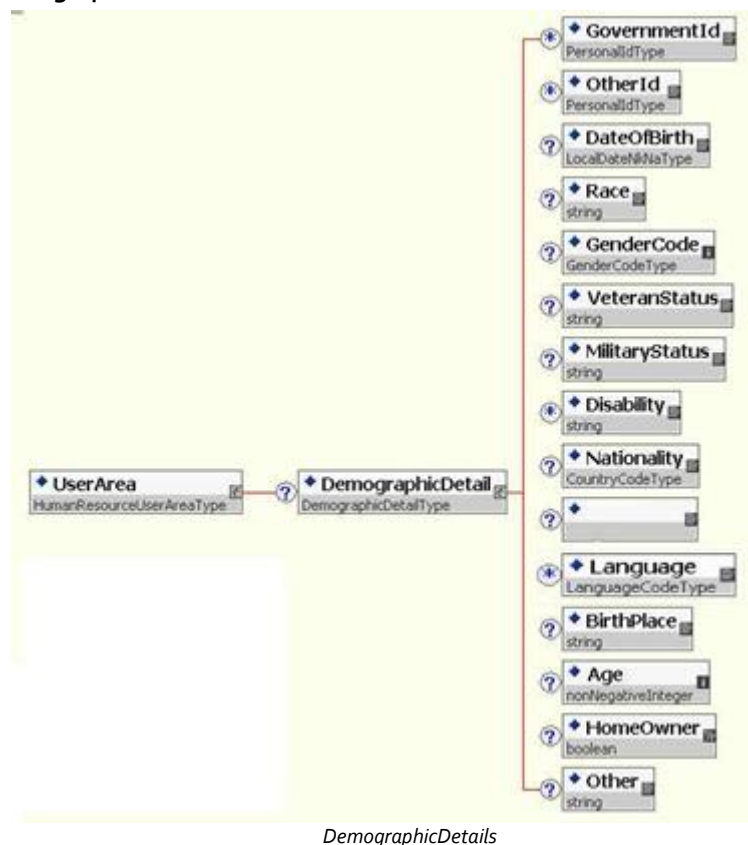 GovernmentId
PersonalIdType
OtherId
PersonalIdType
DateOfBirth
LocalDateNkNaType
Race
string
GenderCode
GenderCodeType
VeteranStatus
string
MilitaryStatus
string
Disability
string
UserArea
HumanResourceUserAreaType
DemographicDetail
DemographicDetailType
Nationality
CountryCodeType
Language
LanguageCodeType
BirthPlace
string
Age
nonNegativeInteger
HomeOwner
boolean
Other
string
DemographicDetails